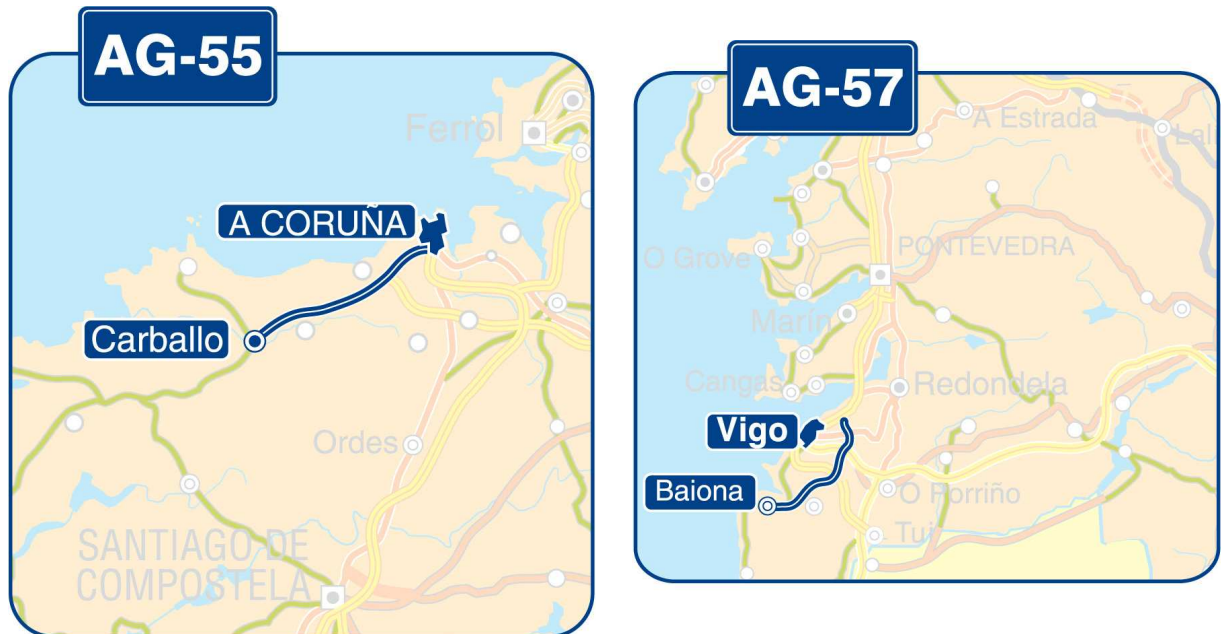 AG-55
Ferrol
A CORUÑA
Carballo
Ordes
SANTIAGO DE
COMPOSTELA
AG-57
A Estrada
O Grove
PONTEVEDRA
Marín
Cangas
Redondela
Vigo
Baiona
O Porriño
Tui